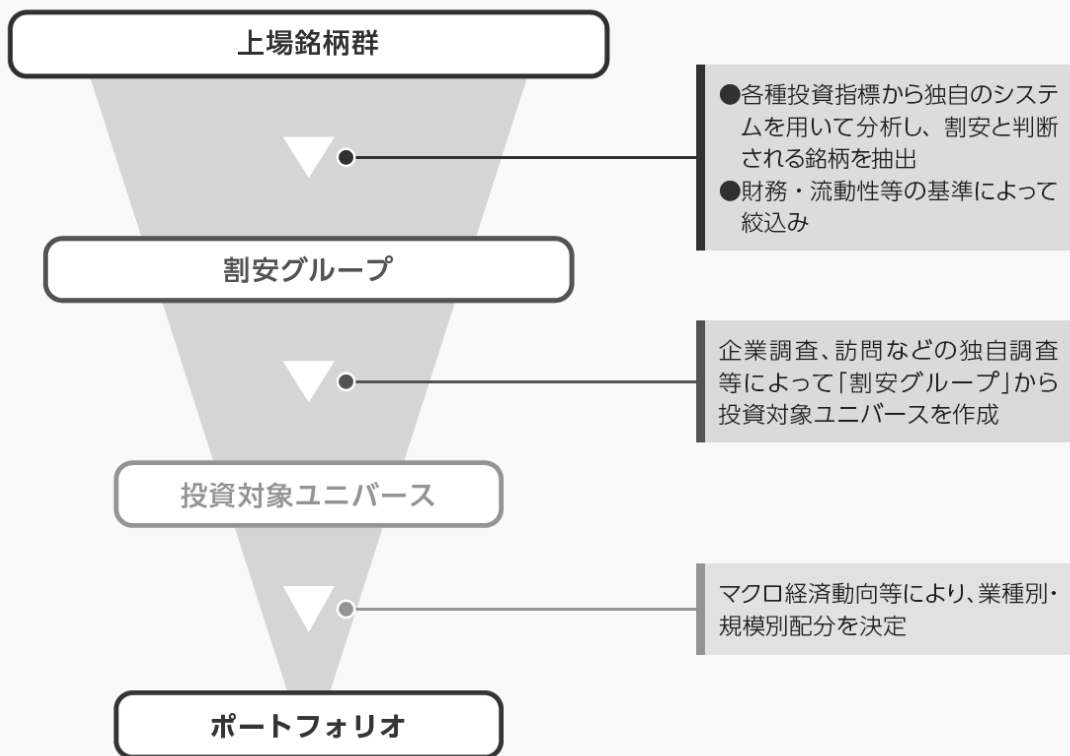 上場銘柄群
●各種投資指標から独自のシステ
ムを用いて分析し、割安と判断
される銘柄を抽出
●財務・流動性等の基準によって
絞込み
割安グループ
企業調査、訪問などの独自調査
等によって「割安グループ」から
投資対象ユニバースを作成
投資対象ユニバース
マクロ経済動向等により、業種別・
規模別配分を決定
ポートフォリオ